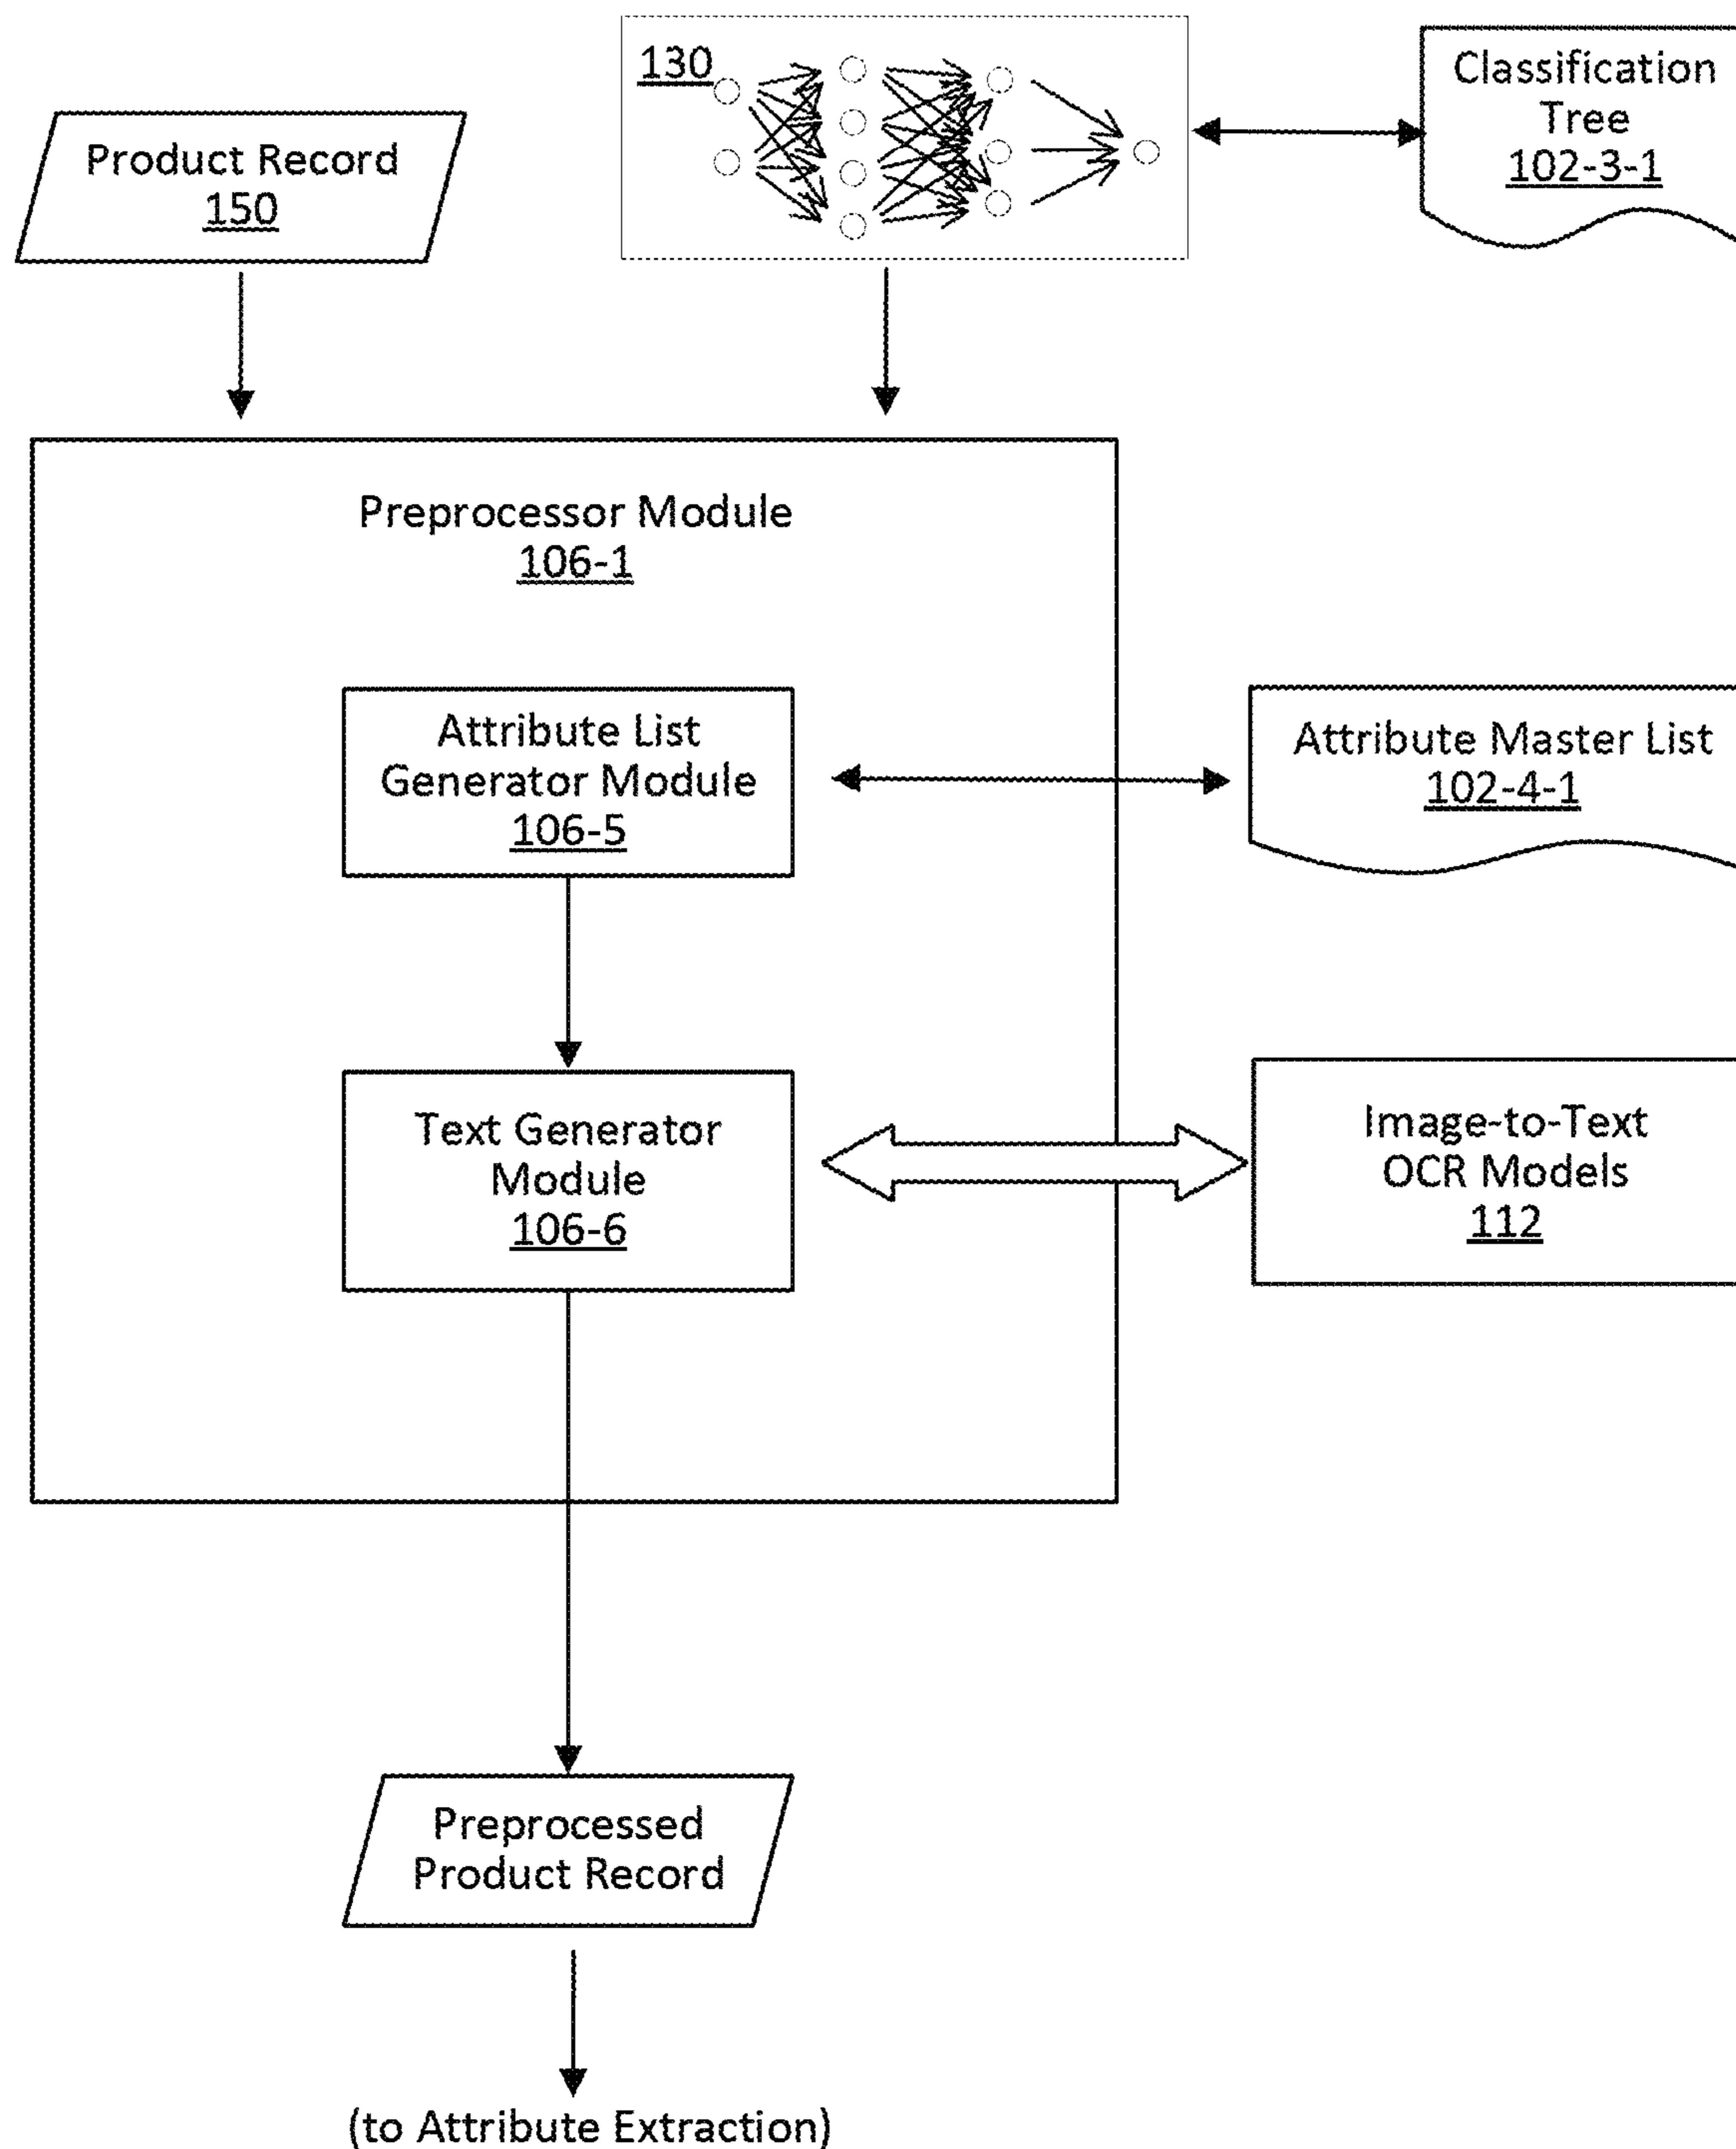 130
Classification
Tree
102-3-1
Product Record
150
Preprocessor Module
106-1
Attribute List
Generator Module
106-5
Attribute Master List
102-4-1
Text Generator
Module
106-6
Image-to-Text
OCR Models
112
Preprocessed
Product Record
(to Attribute Extraction)